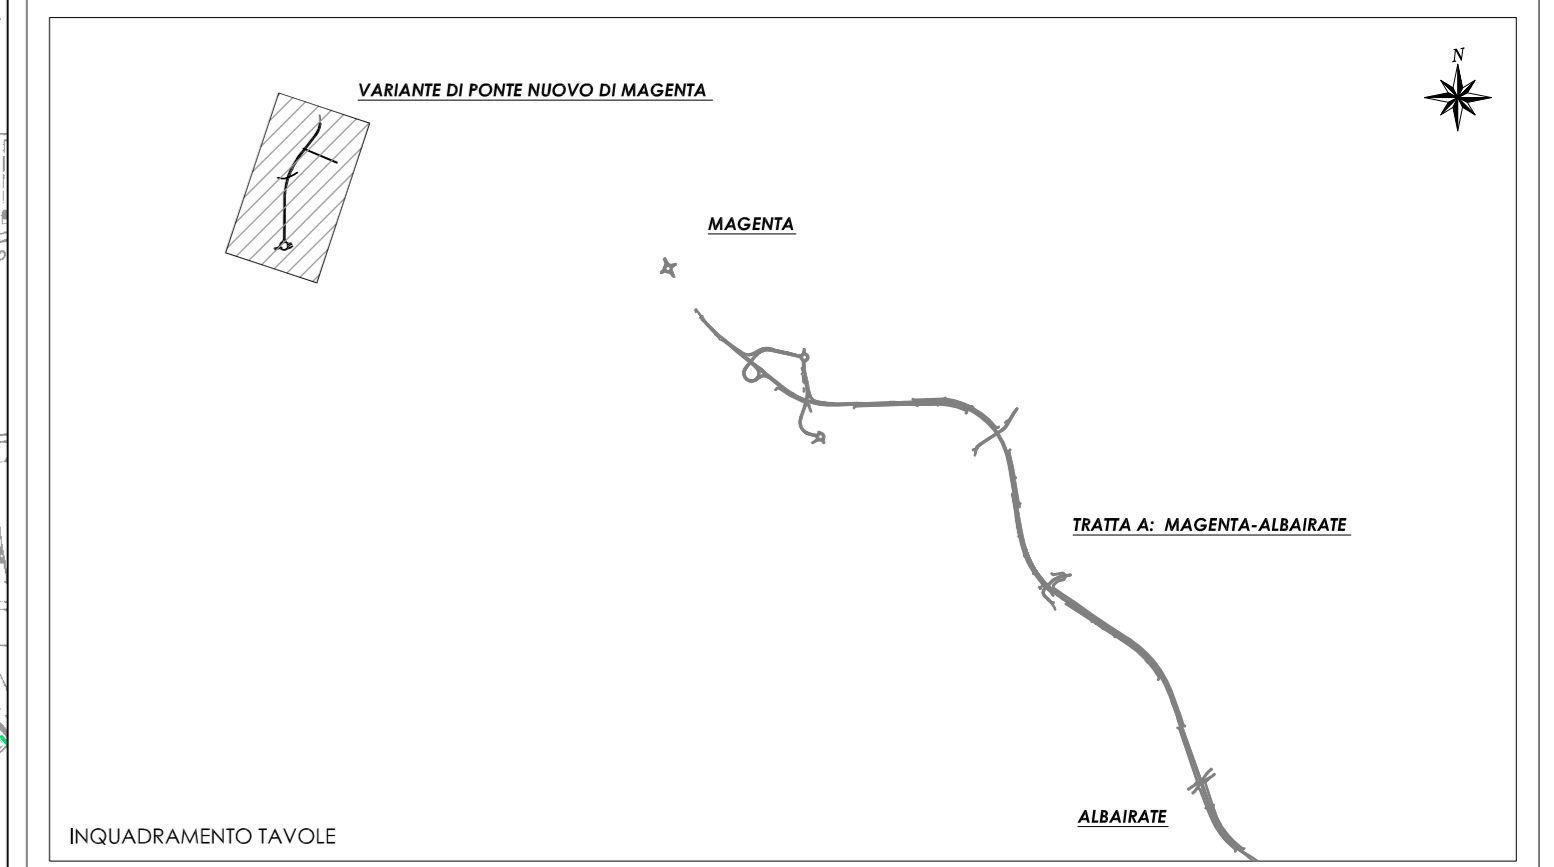 N
VARIANTE DI PONTE NUOVO DI MAGENTA
MAGENTA
TRATTA A: MAGENTA-ALBAIRATE
ALBAIRATE
INQUADRAMENTO TAVOLE